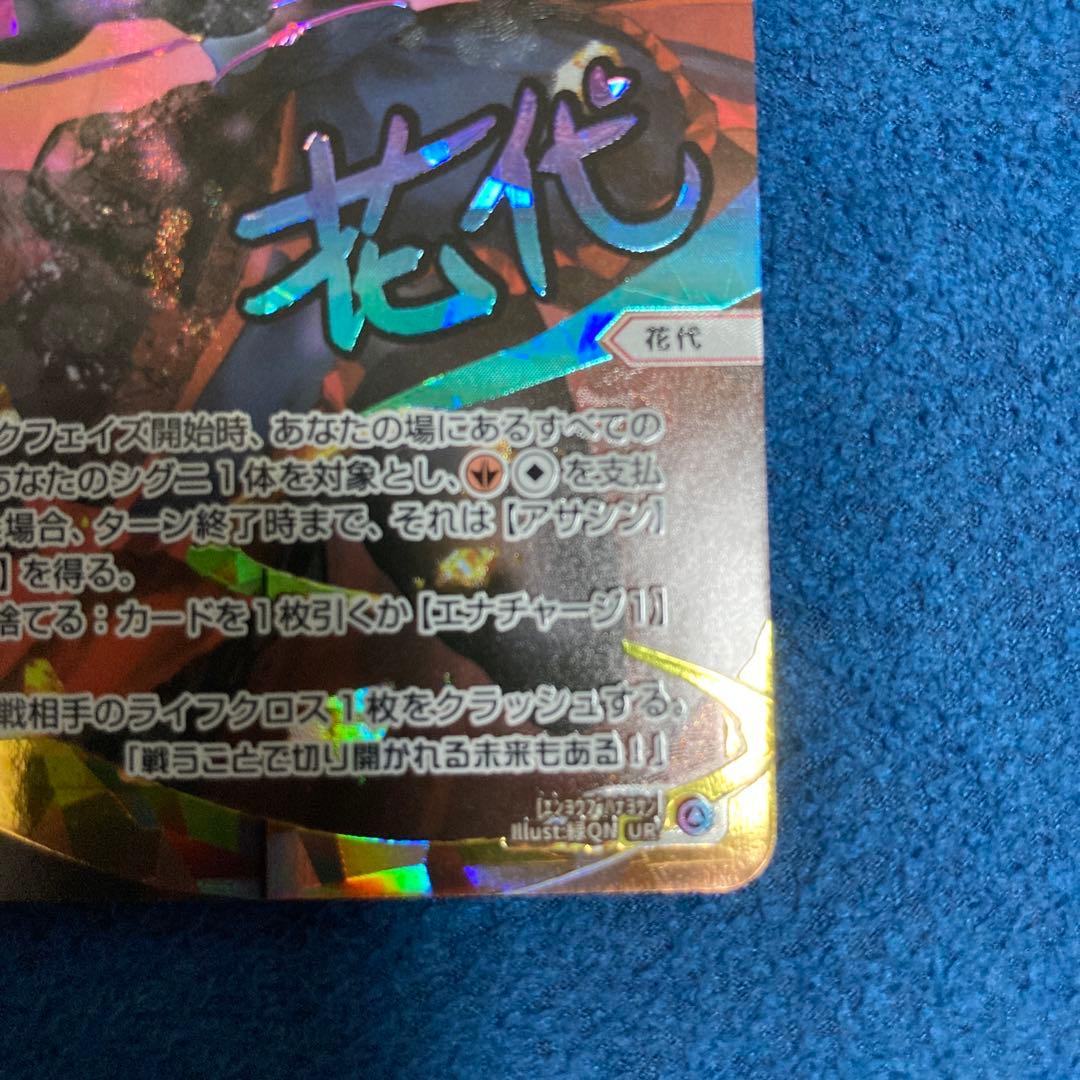 花代
花代
クフェイズ開始時、あなたの場にあるすべての
あなたのシグニ1体を対象とし、を支払
場合、ターン終了時まで、それは【アサシン】
】を得る。
捨てる：カードを1枚引くか【エナチャージ1】
戦相手のライフクロス1枚をクラッシュする。
「戦うことで切り開かれる未来もある！」
Illust:緑QN UR